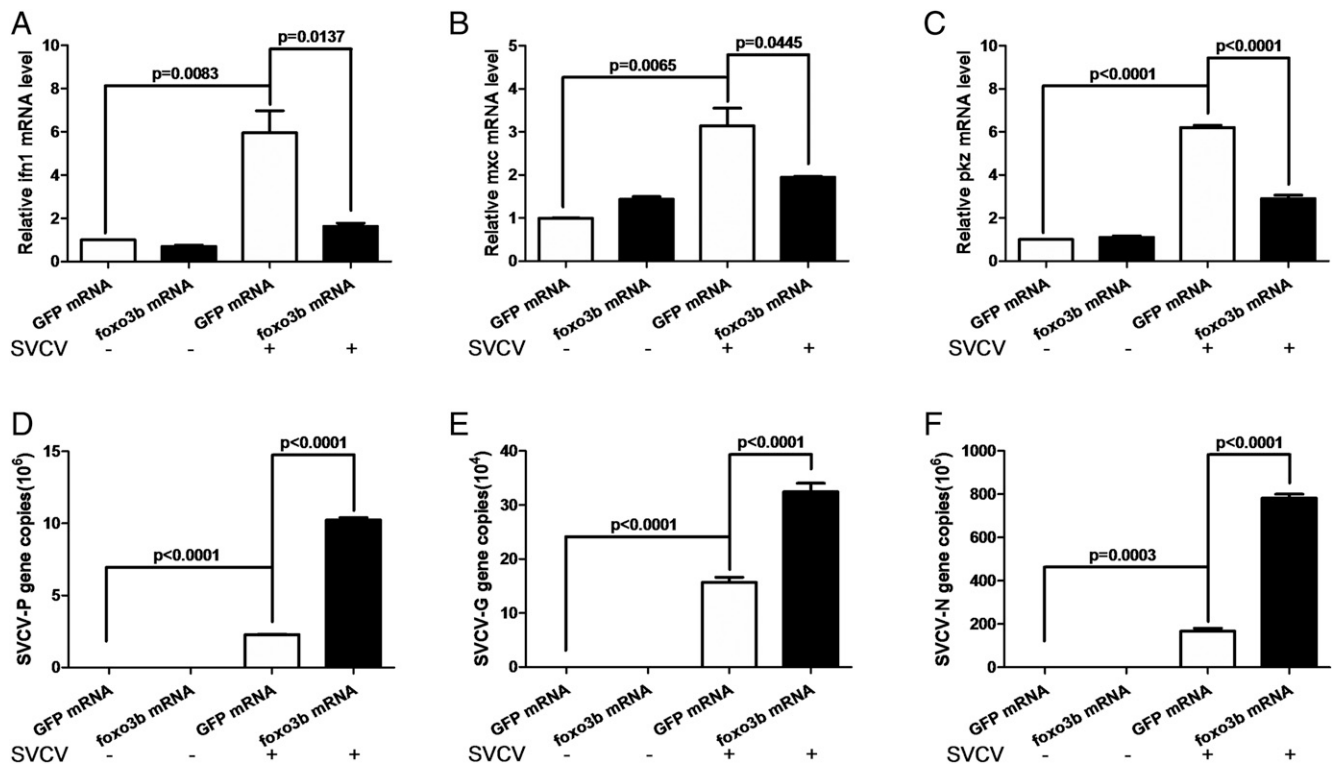 A
Relative ifn1 mRNA level
10
8
6
4
2
0
p=0.0083
p=0.0137
GFP mRNA
foxo3b mRNA
GFP mRNA
foxo3b mRNA
SVCV - - + +
B
Relative mxc mRNA level
5
4
3
2
1
0
p=0.0065
p=0.0445
GFP mRNA
foxo3b mRNA
GFP mRNA
foxo3b mRNA
SVCV - - + +
C
Relative pkz mRNA level
10
8
6
4
2
0
p<0.0001
p<0.0001
GFP mRNA
foxo3b mRNA
GFP mRNA
foxo3b mRNA
SVCV - - + +
D
SVCV-P gene copies(10⁶)
15
10
5
0
p<0.0001
p<0.0001
GFP mRNA
foxo3b mRNA
GFP mRNA
foxo3b mRNA
SVCV - - + +
E
SVCV-G gene copies(10⁴)
40
30
20
10
0
p<0.0001
p<0.0001
GFP mRNA
foxo3b mRNA
GFP mRNA
foxo3b mRNA
SVCV - - + +
F
SVCV-N gene copies(10⁶)
1000
800
600
400
200
0
p=0.0003
p<0.0001
GFP mRNA
foxo3b mRNA
GFP mRNA
foxo3b mRNA
SVCV - - + +